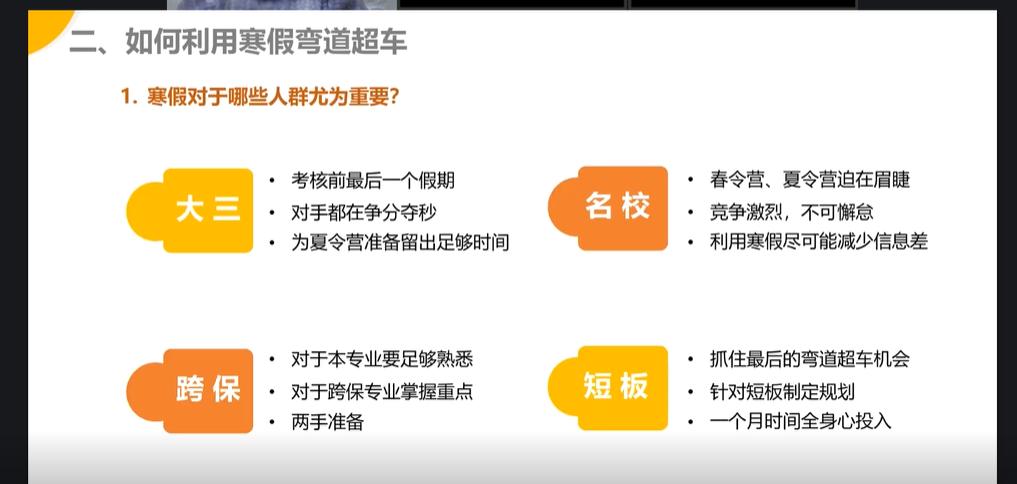 二、如何利用寒假弯道超车
1. 寒假对于哪些人群尤为重要?
大三
• 考核前最后一个假期
• 对手都在争分夺秒
• 为夏令营准备留出足够时间
名校
• 春令营、夏令营迫在眉睫
• 竞争激烈，不可懈怠
• 利用寒假尽可能减少信息差
跨保
• 对于本专业要足够熟悉
• 对于跨保专业掌握重点
• 两手准备
短板
• 抓住最后的弯道超车机会
• 针对短板制定规划
• 一个月时间全身心投入